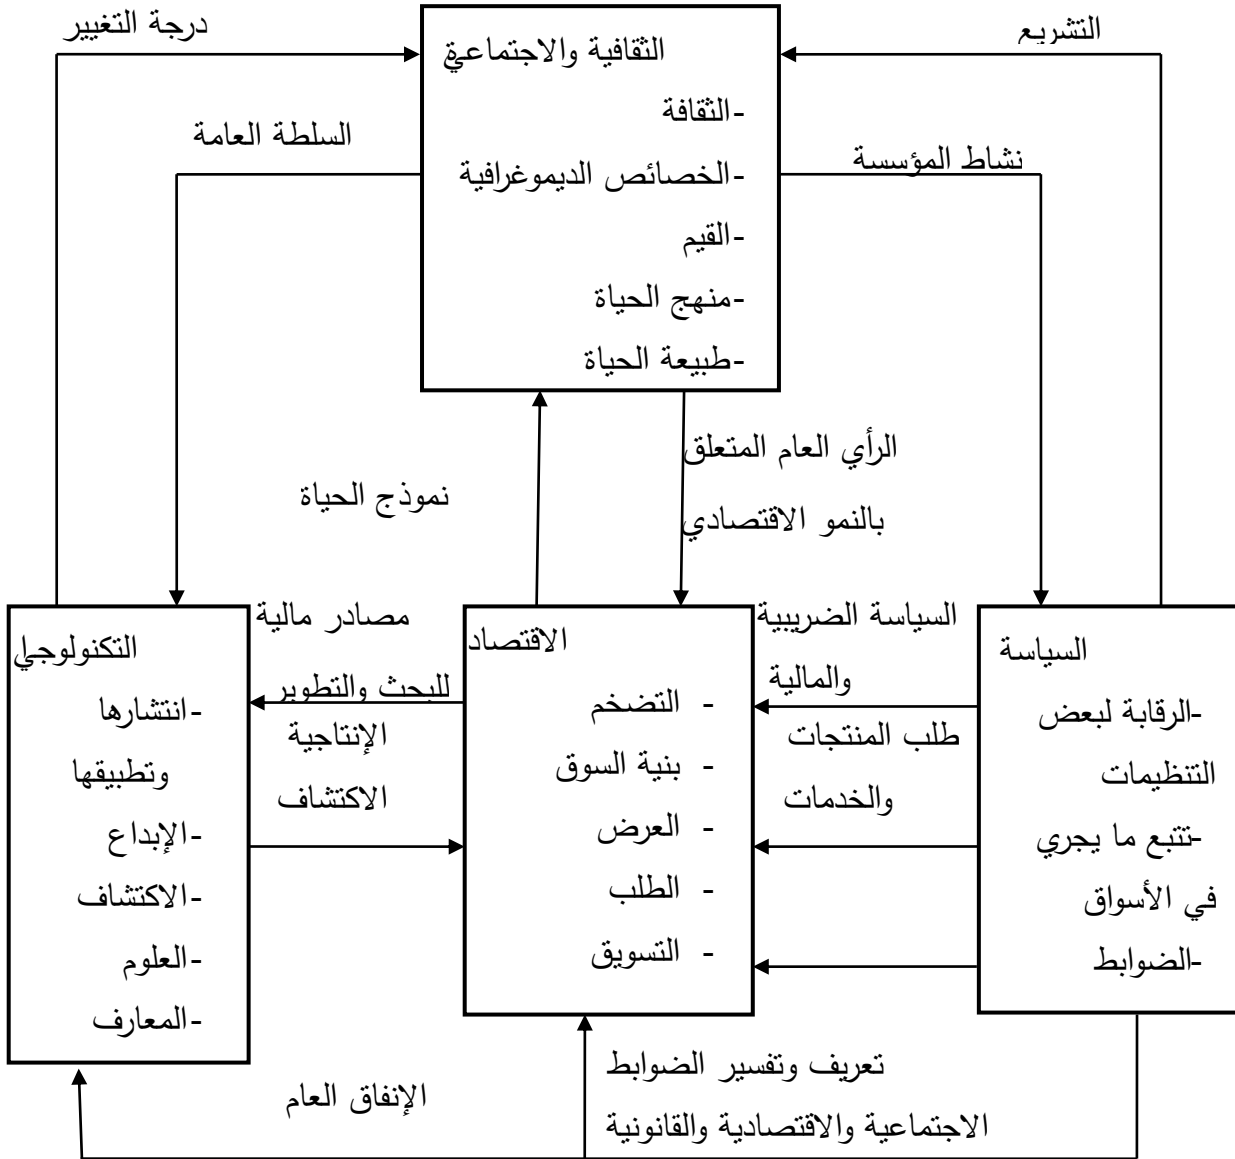 درجة التغيير
التشريع
الثقافية والاجتماعية
-الثقافة
-الخصائص الديموغرافية
-القيم
-منهج الحياة
-طبيعة الحياة
السلطة العامة
نشاط المؤسسة
الرأي العام المتعلق
بالنمو الاقتصادي
نموذج الحياة
السياسة
-الرقابة لبعض
التنظيمات
-تتبع ما يجري
في الأسواق
-الضوابط
السياسة الضريبية
والمالية
طلب المنتجات
والخدمات
الاقتصاد
- التضخم
- بنية السوق
- العرض
- الطلب
- التسويق
مصادر مالية
للبحث والتطوير
الإنتاجية
الاكتشاف
التكنولوجي
-انتشارها
وتطبيقها
-الإبداع
-الاكتشاف
-العلوم
-المعارف
تعريف وتفسير الضوابط
الاجتماعية والاقتصادية والقانونية
الإنفاق العام